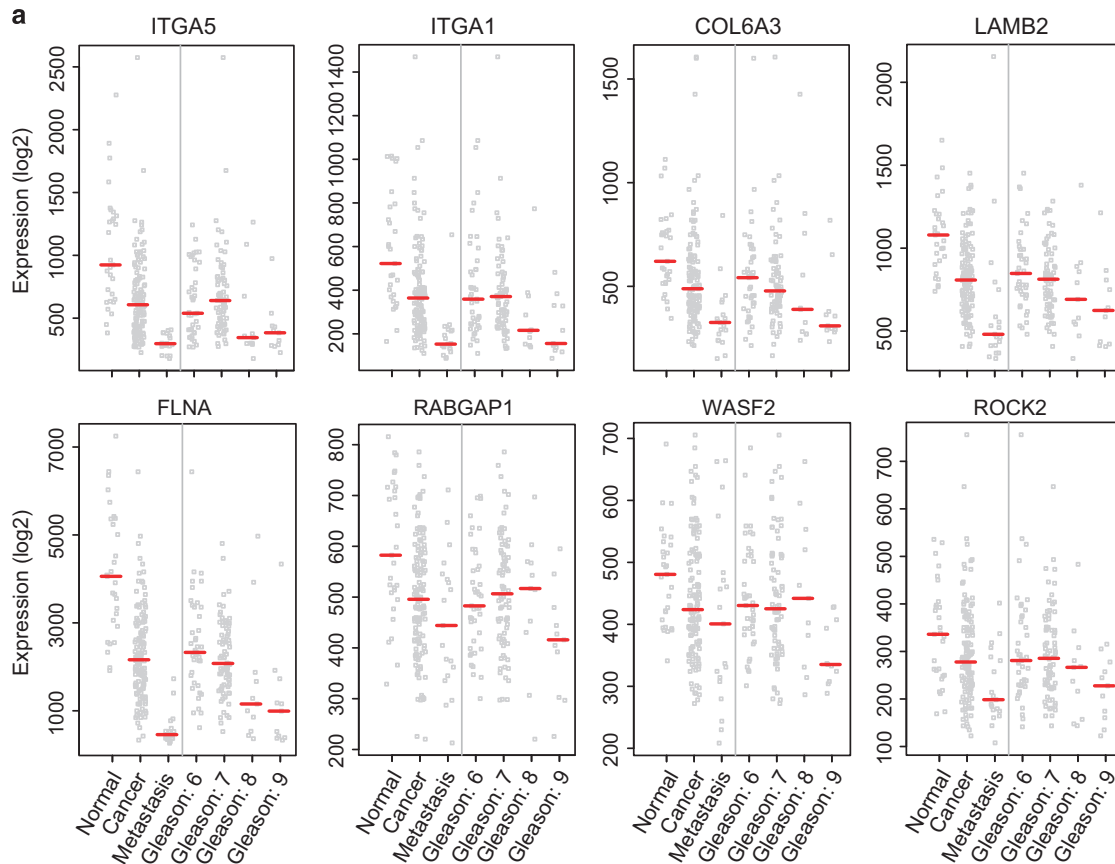 a
ITGA5 ITGA1 COL6A3 LAMB2
Expression (log2)
2500
2000
1500
1000
500
1400
1200
1000
800
600
400
200
1500
1000
500
2000
1500
1000
500
FLNA RABGAP1 WASF2 ROCK2
Expression (log2)
7000
5000
3000
1000
800
700
600
500
400
300
200
700
600
500
400
300
200
700
600
500
400
300
200
100
Normal
Cancer
Metastasis
Gleason: 6
Gleason: 7
Gleason: 8
Gleason: 9
Normal
Cancer
Metastasis
Gleason: 6
Gleason: 7
Gleason: 8
Gleason: 9
Normal
Cancer
Metastasis
Gleason: 6
Gleason: 7
Gleason: 8
Gleason: 9
Normal
Cancer
Metastasis
Gleason: 6
Gleason: 7
Gleason: 8
Gleason: 9